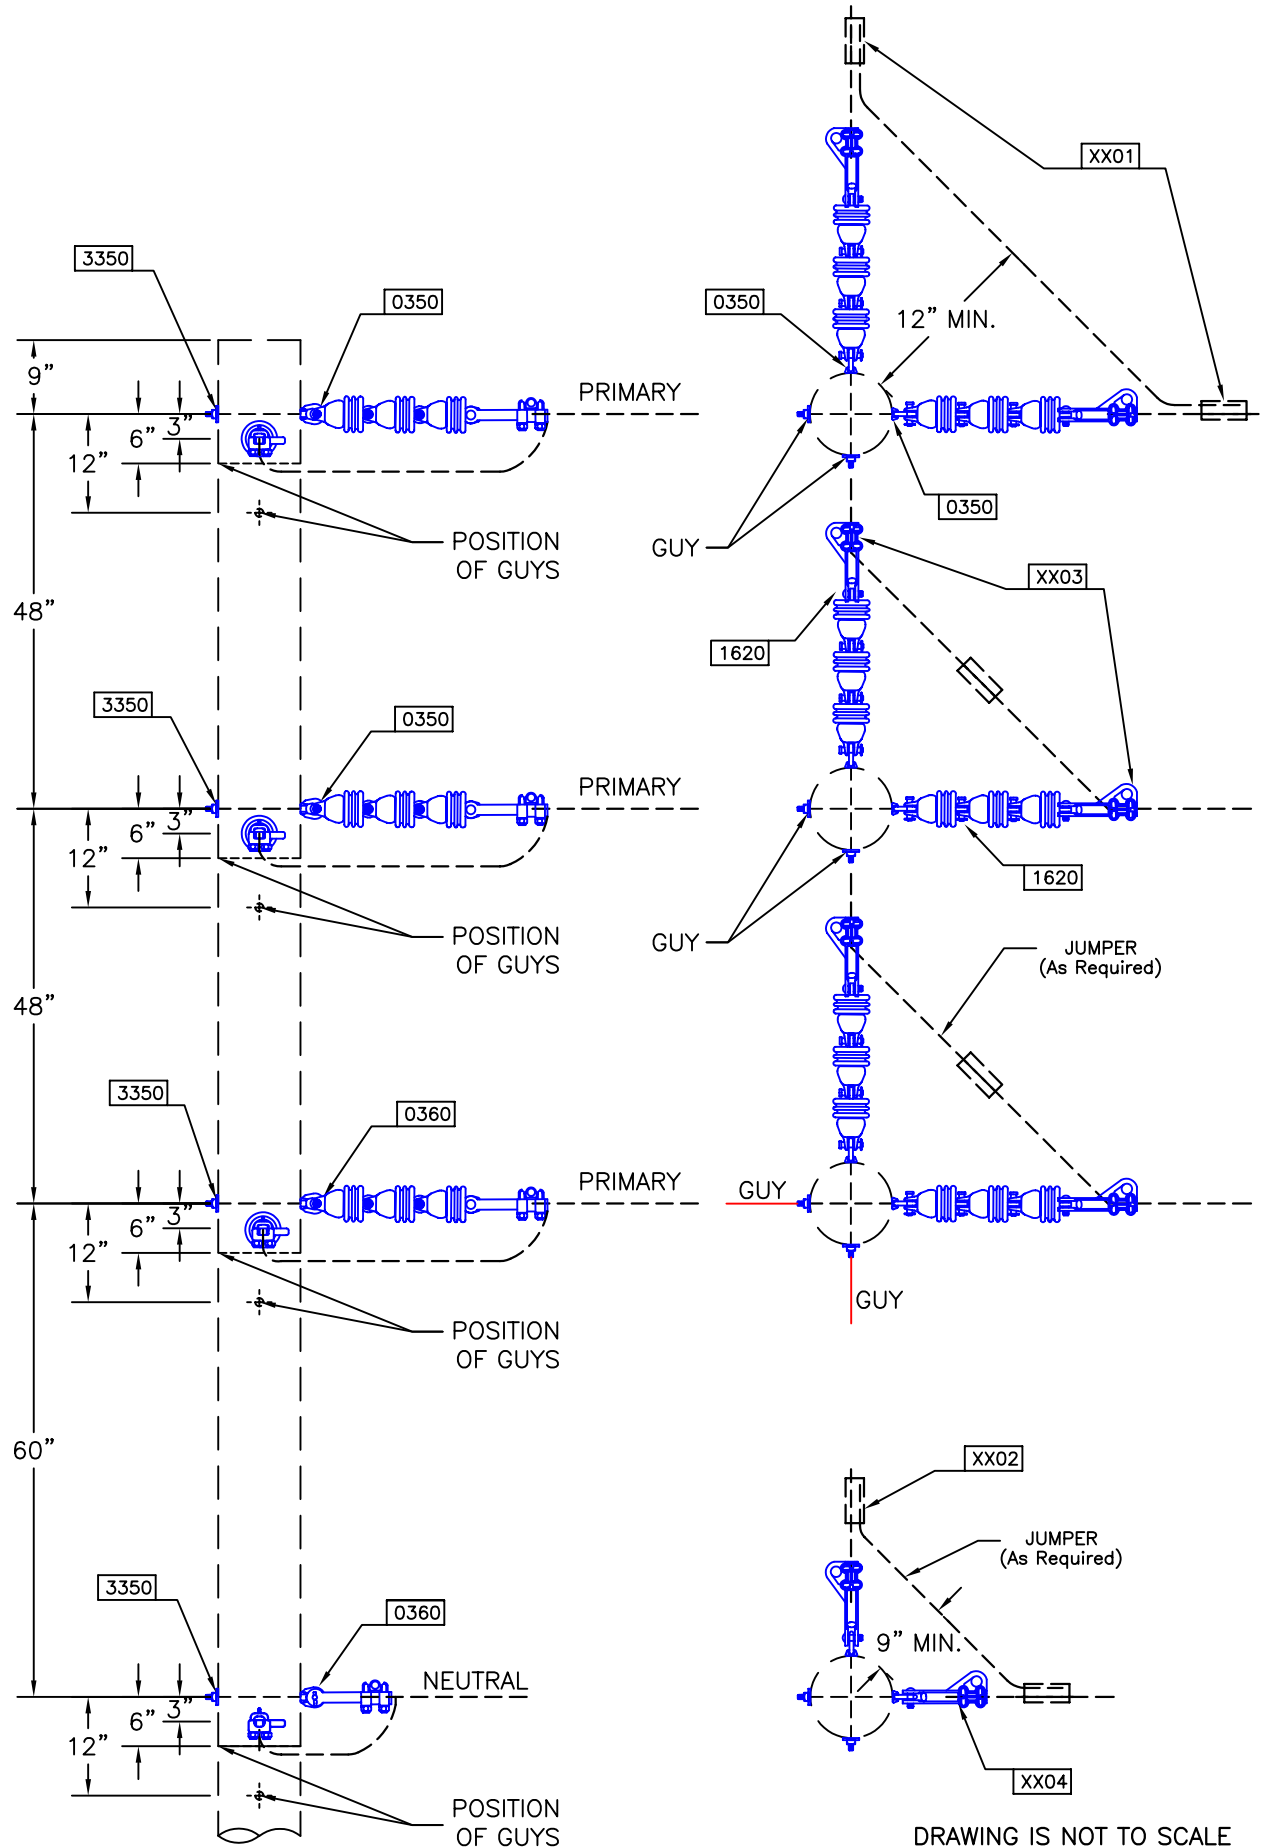 XX01
3350
0350
0350
12” MIN.
9”
PRIMARY
6”
3”
12”
0350
POSITION
OF GUYS
GUY
XX03
48”
1620
3350
0350
PRIMARY
6”
3”
12”
1620
POSITION
OF GUYS
GUY
JUMPER
(As Required)
48”
3350
0360
PRIMARY
GUY
6”
3”
12”
GUY
POSITION
OF GUYS
60”
XX02
JUMPER
(As Required)
3350
0360
9” MIN.
NEUTRAL
6”
3”
12”
XX04
POSITION
OF GUYS
DRAWING IS NOT TO SCALE